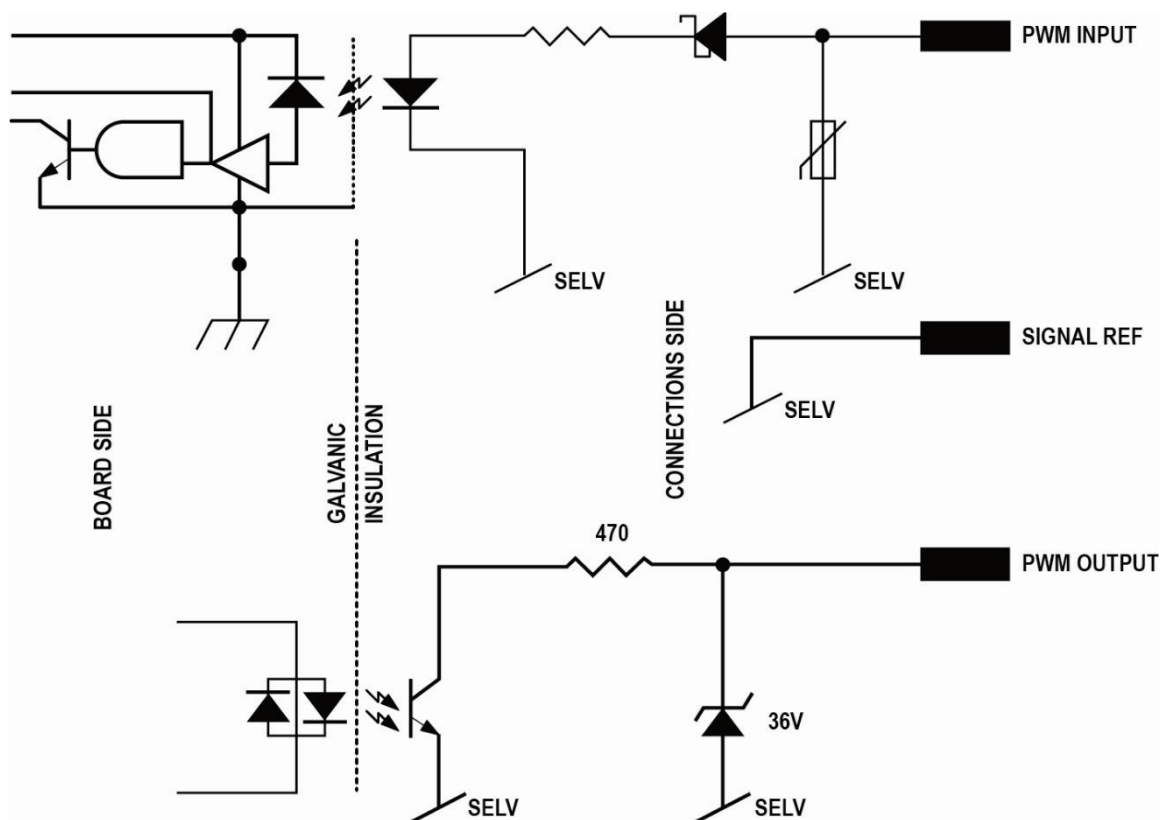 PWM INPUT
SELV
SELV
SIGNAL REF
SELV
BOARD SIDE
GALVANIC
INSULATION
CONNECTIONS SIDE
470
PWM OUTPUT
36V
SELV
SELV